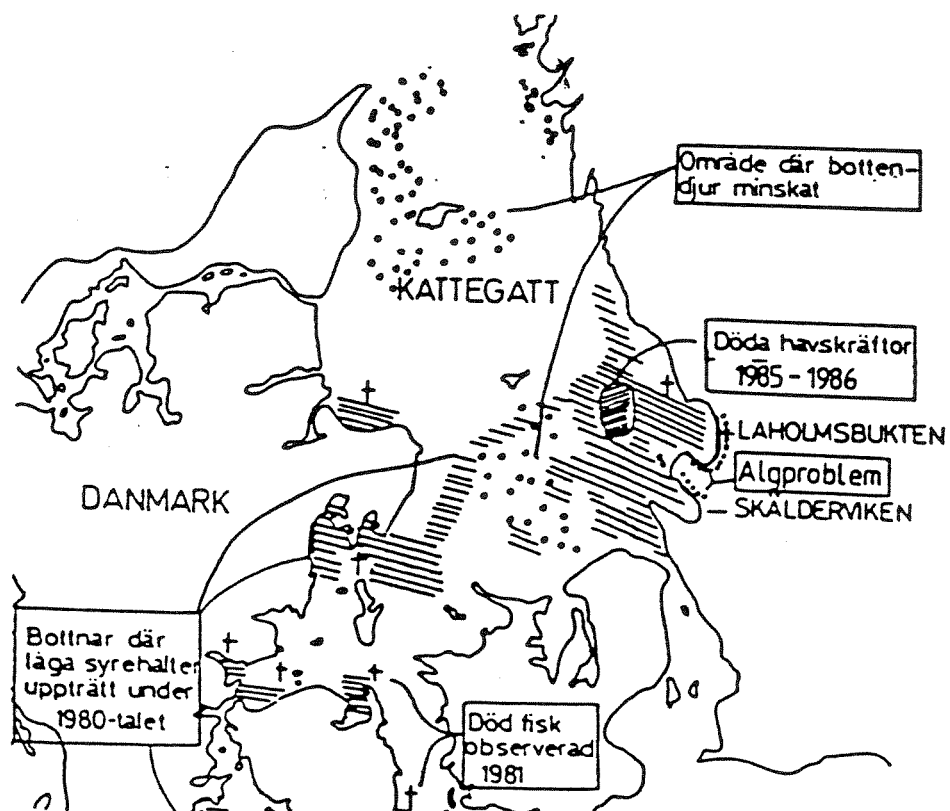 Område där botten-
djur minskat
KATTEGATT
Döda havskräftor
1985 - 1986
LAHOLMSBUKTEN
Algproblem
SKÄLDERVIKEN
DANMARK
Bottnar där
låga syrehalter
uppträtt under
1980-talet
Död fisk
observerad
1981